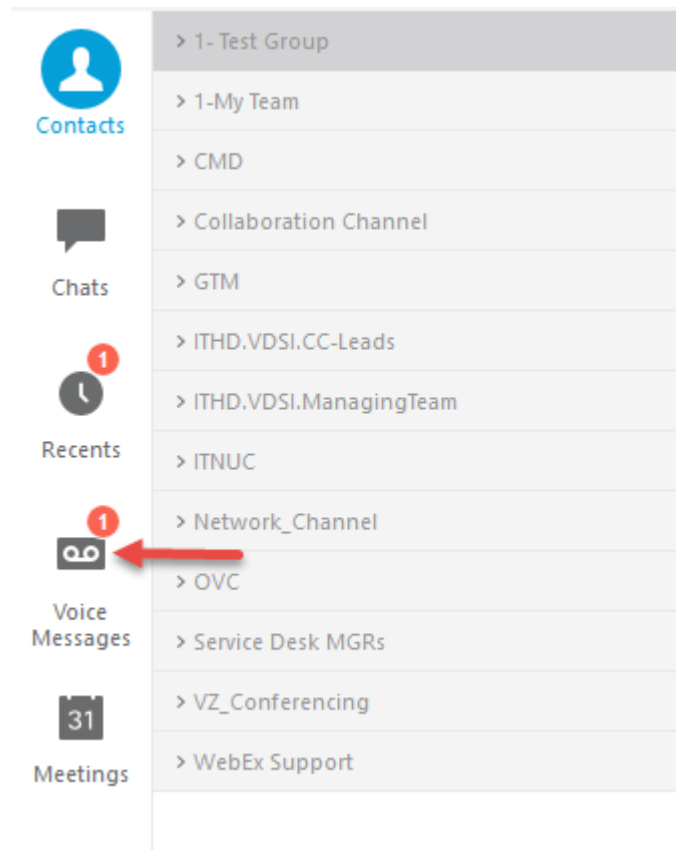 Contacts
Chats
1
Recents
1
Voice
Messages
31
Meetings
> 1- Test Group
> 1-My Team
> CMD
> Collaboration Channel
> GTM
> ITHD.VDSI.CC-Leads
> ITHD.VDSI.ManagingTeam
> ITNUC
> Network_Channel
> OVC
> Service Desk MGRs
> VZ_Conferencing
> WebEx Support